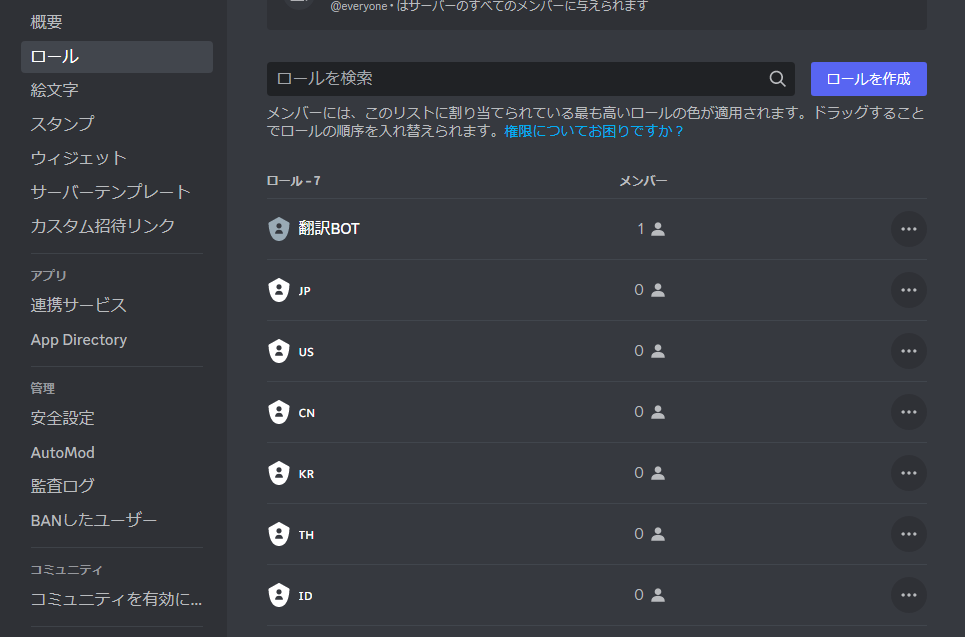 概要
ロール
絵文字
スタンプ
ウィジェット
サーバーテンプレート
カスタム招待リンク
アプリ
連携サービス
App Directory
管理
安全設定
AutoMod
監査ログ
BANしたユーザー
コミュニティ
コミュニティを有効に...
@everyone • はサーバーのすべてのメンバーに与えられます
ロールを検索
ロールを作成
メンバーには、このリストに割り当てられている最も高いロールの色が適用されます。ドラッグすること
でロールの順序を入れ替えられます。権限についてお困りですか？
ロール – 7 メンバー
翻訳BOT 1
JP 0
US 0
CN 0
KR 0
TH 0
ID 0